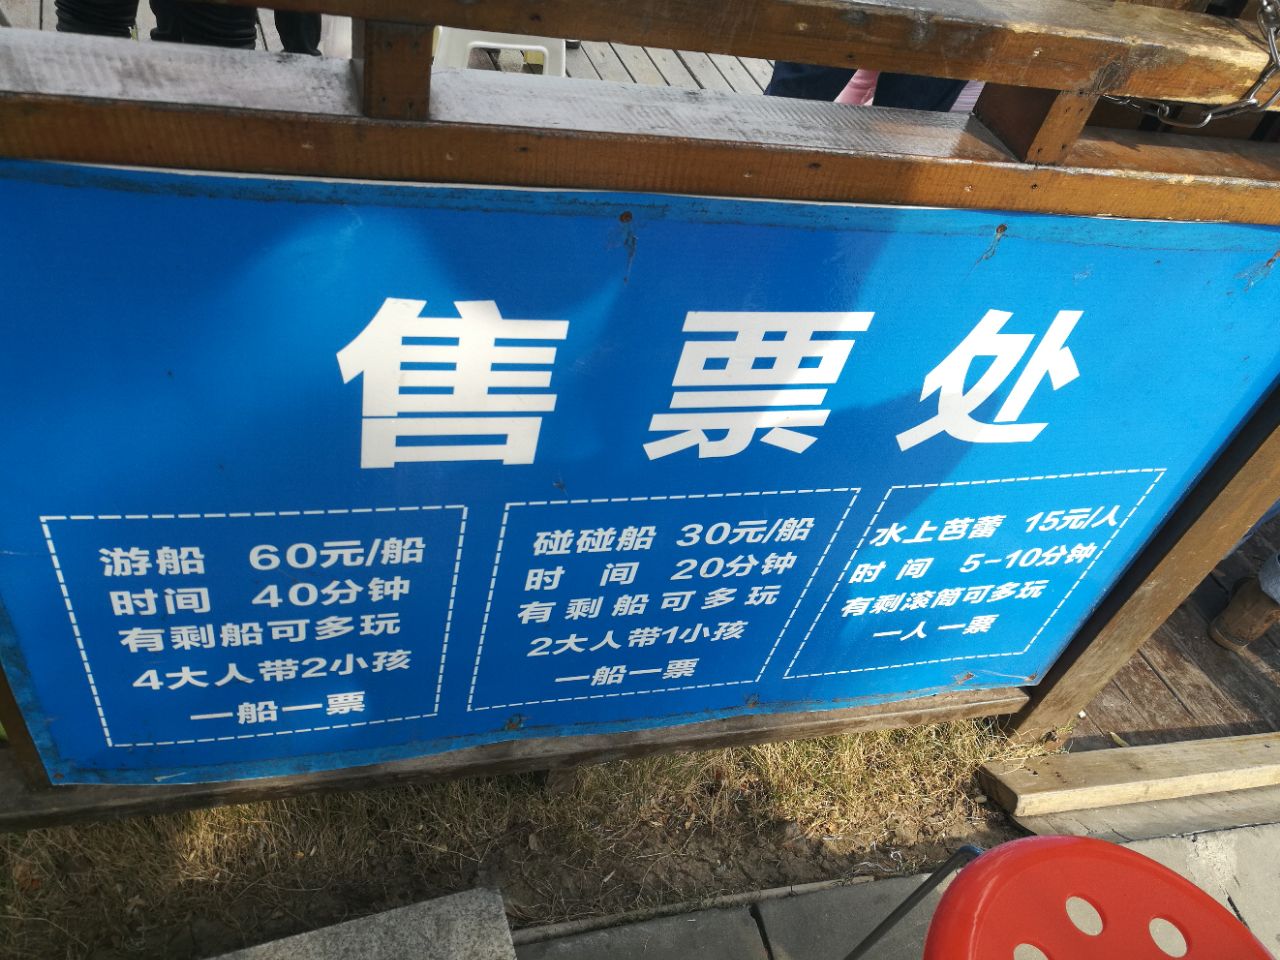 售票处
游船 60元/船
时间 40分钟
有剩船可多玩
4大人带2小孩
一船一票
碰碰船 30元/船
时间 20分钟
有剩船可多玩
2大人带1小孩
一船一票
水上芭蕾 15元/人
时间 5-10分钟
有剩滚筒可多玩
一人一票